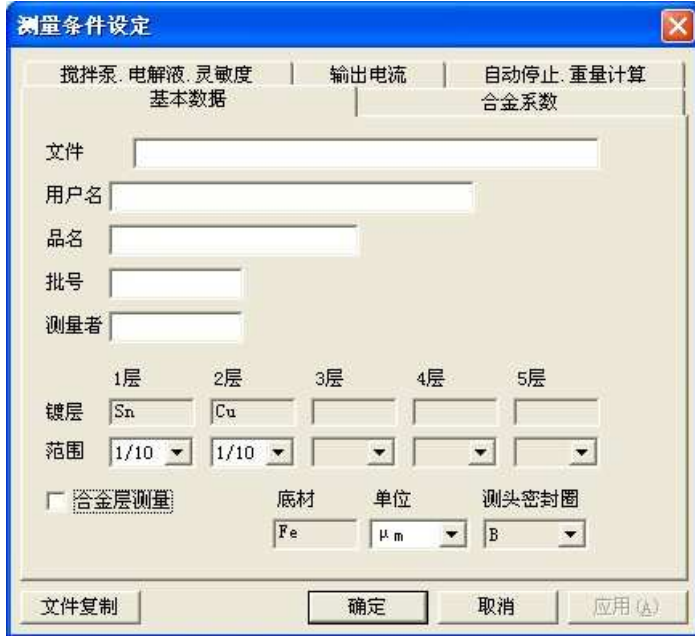 测量条件设定
搅拌泵.电解液.灵敏度 输出电流 自动停止.重量计算
基本数据 合金系数
文件
用户名
品名
批号
测量者
1层 2层 3层 4层 5层
镀层 Sn Cu
范围 1/10 1/10
合金层测量 底材 单位 测头密封圈
Fe μm B
文件复制 确定 取消 应用(A)